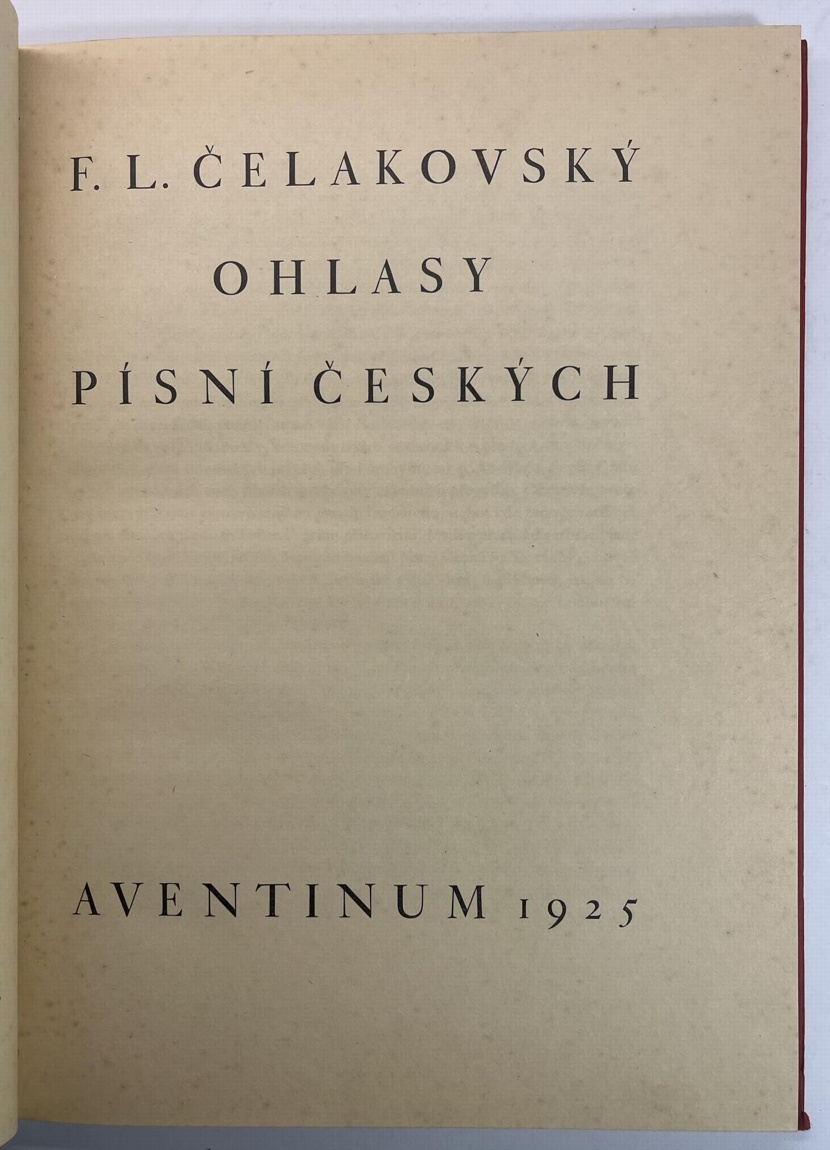 F. L. ČELAKOVSKÝ
OHLASY
PÍSNÍ ČESKÝCH
AVENTINUM 1925